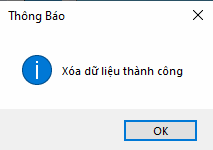 Thông Báo
Xóa dữ liệu thành công
OK